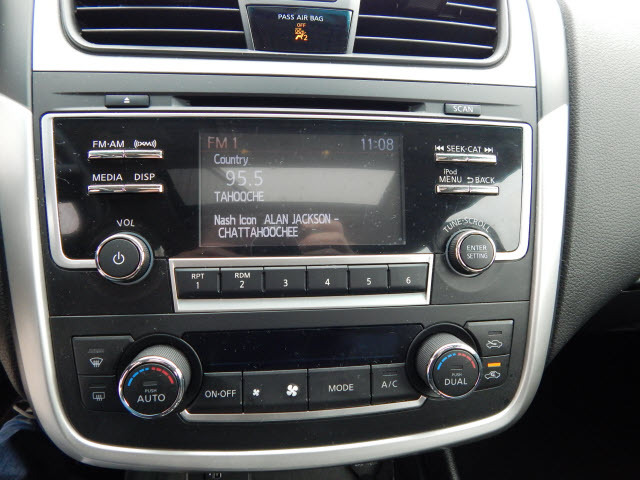 PASS AIR BAG
OFF
2
SCAN
FM·AM ((XM))
MEDIA DISP
VOL
FM 1 11:08
Country
95.5
TAHOOCHE
Nash Icon ALAN JACKSON -
CHATTAHOOCHEE
SEEK·CAT
iPod
MENU BACK
TUNE·SCROLL
ENTER
SETTING
RPT
1
RDM
2
3
4
5
6
PUSH
AUTO
ON·OFF
MODE
A/C
PUSH
DUAL